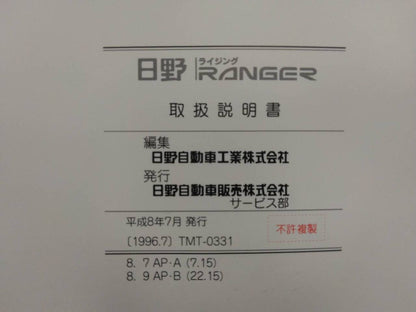 日野 ライジング RANGER
取扱説明書
編集
日野自動車工業株式会社
発行
日野自動車販売株式会社
サービス部
平成8年7月 発行
不許複製
〔1996.7〕 TMT-0331
8. 7 AP-A (7.15)
8. 9 AP-B (22.15)